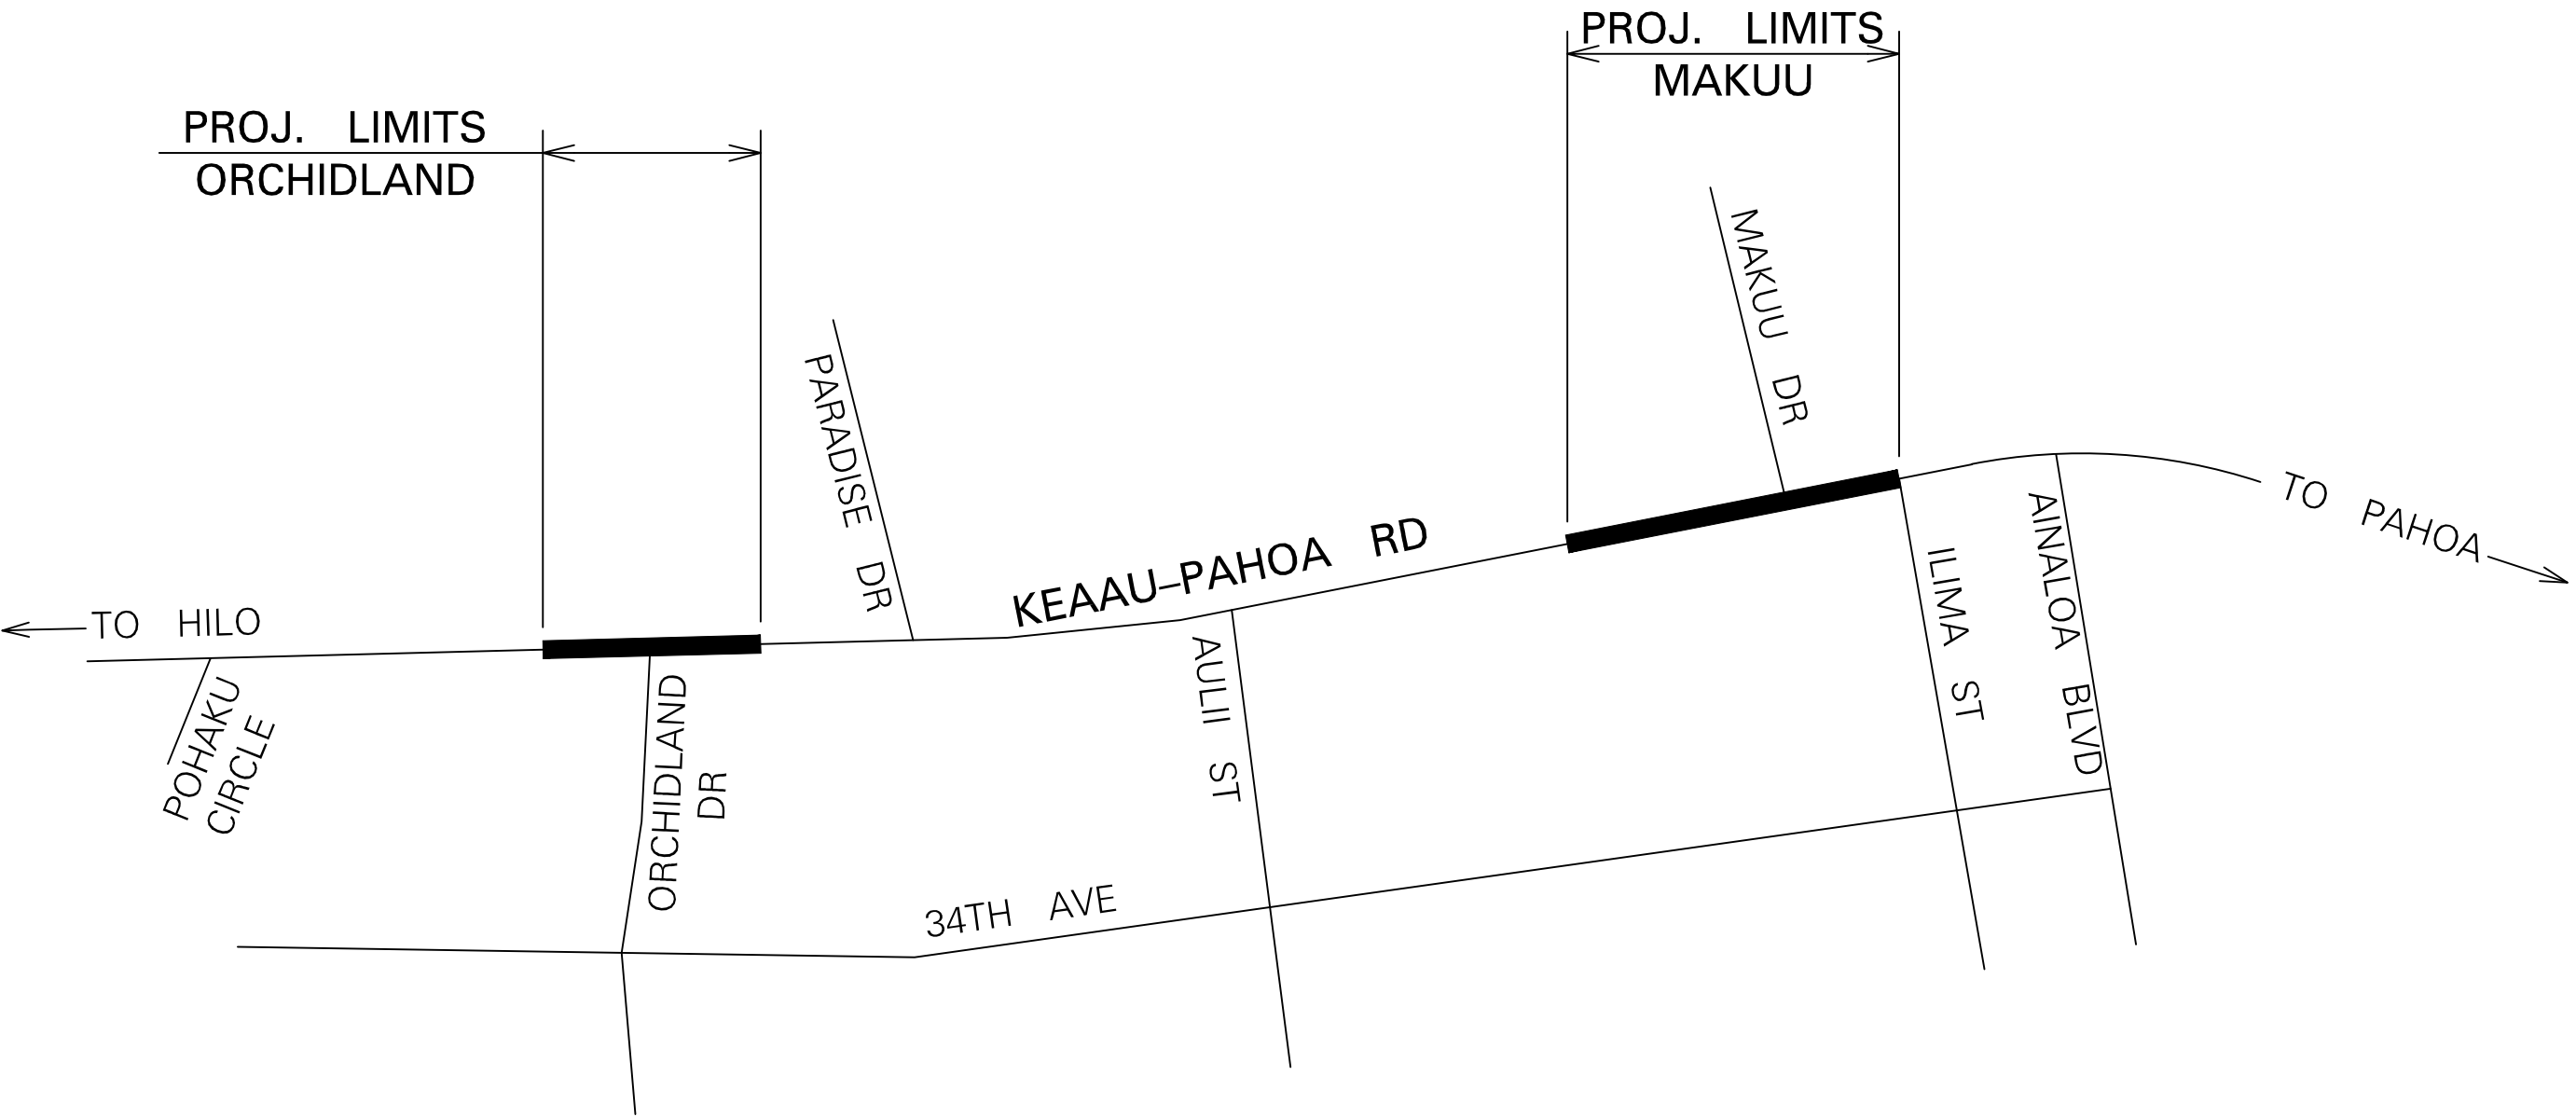 PROJ. LIMITS
MAKUU
PROJ. LIMITS
ORCHIDLAND
MAKUU DR
PARADISE DR
KEAAU–PAHOA RD
TO PAHOA
TO HILO
POHAKU
CIRCLE
ORCHIDLAND
DR
AULII ST
ILIMA ST
AINALOA BLVD
34TH AVE